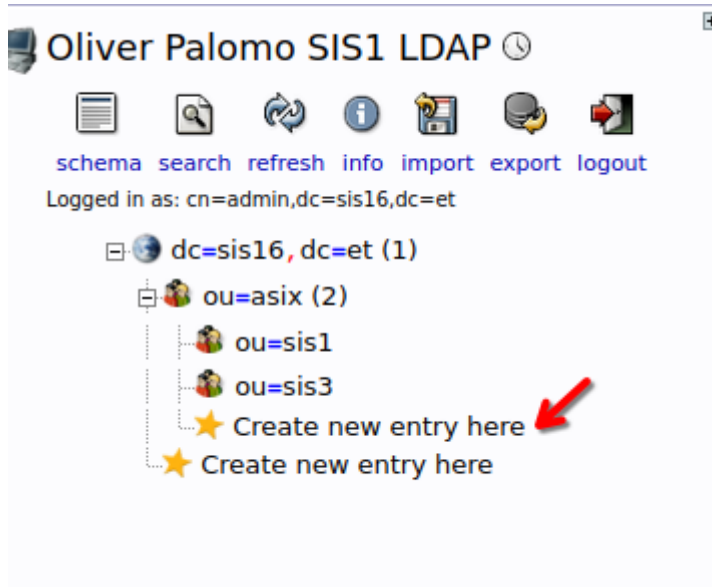 Oliver Palomo SIS1 LDAP
schema search refresh info import export logout
Logged in as: cn=admin,dc=sis16,dc=et
dc=sis16,dc=et (1)
ou=asix (2)
ou=sis1
ou=sis3
Create new entry here
Create new entry here